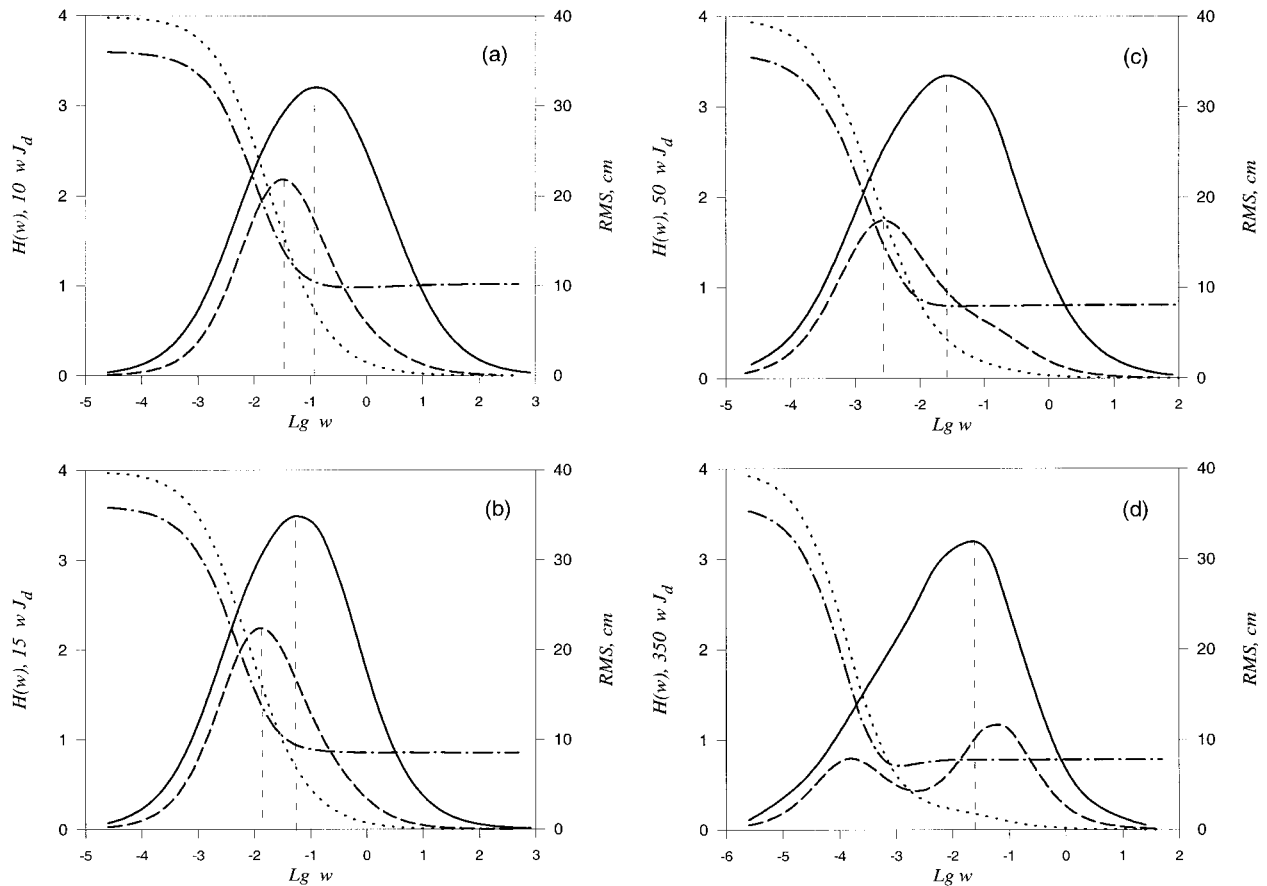 (a)
H(w), 10 w J_d
4
3
2
1
0
40
30
20
10
0
RMS, cm
-5 -4 -3 -2 -1 0 1 2 3
Lg w
(c)
H(w), 50 w J_d
4
3
2
1
0
40
30
20
10
0
RMS, cm
-5 -4 -3 -2 -1 0 1 2
Lg w
(b)
H(w), 15 w J_d
4
3
2
1
0
40
30
20
10
0
RMS, cm
-5 -4 -3 -2 -1 0 1 2 3
Lg w
(d)
H(w), 350 w J_d
4
3
2
1
0
40
30
20
10
0
RMS, cm
-6 -5 -4 -3 -2 -1 0 1 2
Lg w